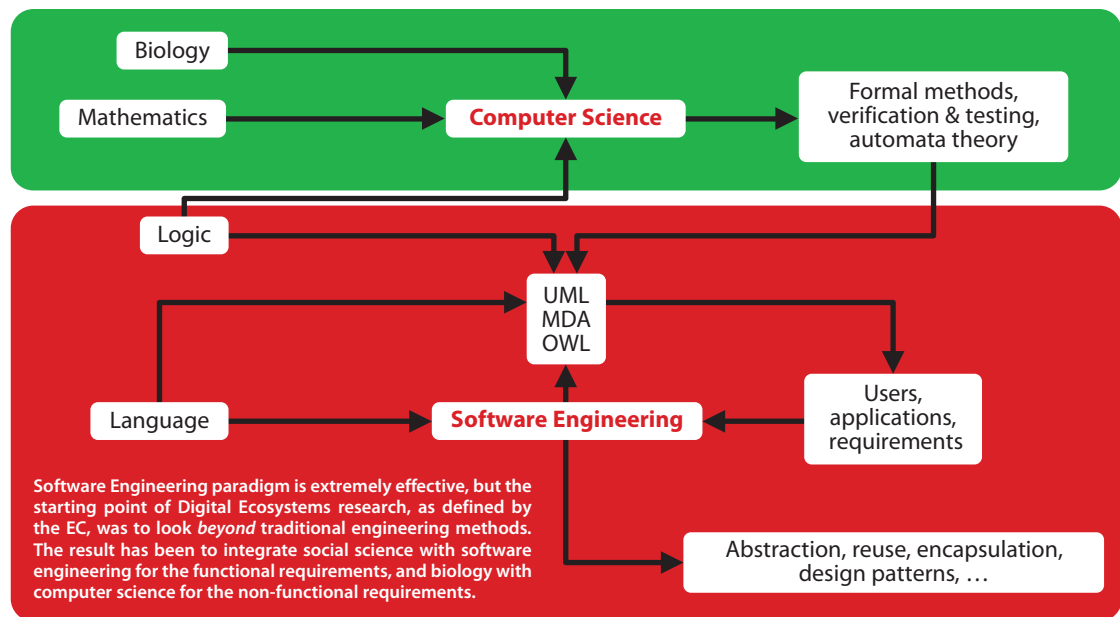 Biology
Mathematics
Computer Science
Formal methods,
verification & testing,
automata theory
Logic
UML
MDA
OWL
Language
Software Engineering
Users,
applications,
requirements
Software Engineering paradigm is extremely effective, but the
starting point of Digital Ecosystems research, as defined by
the EC, was to look beyond traditional engineering methods.
The result has been to integrate social science with software
engineering for the functional requirements, and biology with
computer science for the non-functional requirements.
Abstraction, reuse, encapsulation,
design patterns, …